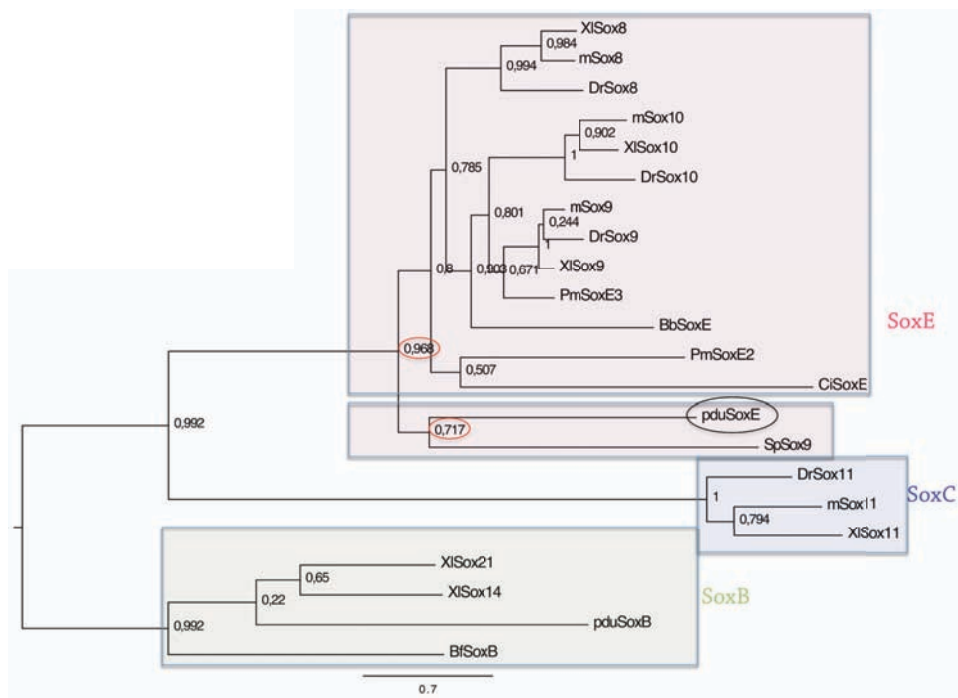 XlSox8
0,984
mSox8
0,994
DrSox8
mSox10
0,902
XlSox10
1
0,785
DrSox10
mSox9
0,801
0,244
DrSox9
1
0,8
0,903
0,671
XlSox9
PmSoxE3
SoxE
BbSoxE
0,968
PmSoxE2
0,507
CiSoxE
pduSoxE
0,992
0,717
SpSox9
DrSox11
SoxC
1
mSox11
0,794
XlSox11
XlSox21
0,65
XlSox14
SoxB
0,22
pduSoxB
0,992
BfSoxB
0.7